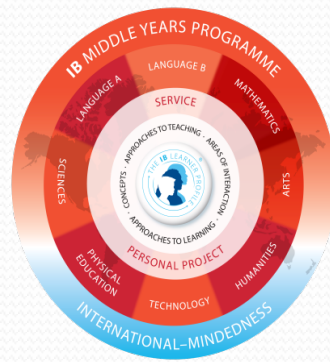 IB MIDDLE YEARS PROGRAMME
LANGUAGE A
LANGUAGE B
MATHEMATICS
SCIENCES
ARTS
PHYSICAL EDUCATION
TECHNOLOGY
HUMANITIES
SERVICE
PERSONAL PROJECT
APPROACHES TO TEACHING · AREAS OF INTERACTION · APPROACHES TO LEARNING · CONCEPTS ·
THE IB LEARNER PROFILE
INTERNATIONAL–MINDEDNESS